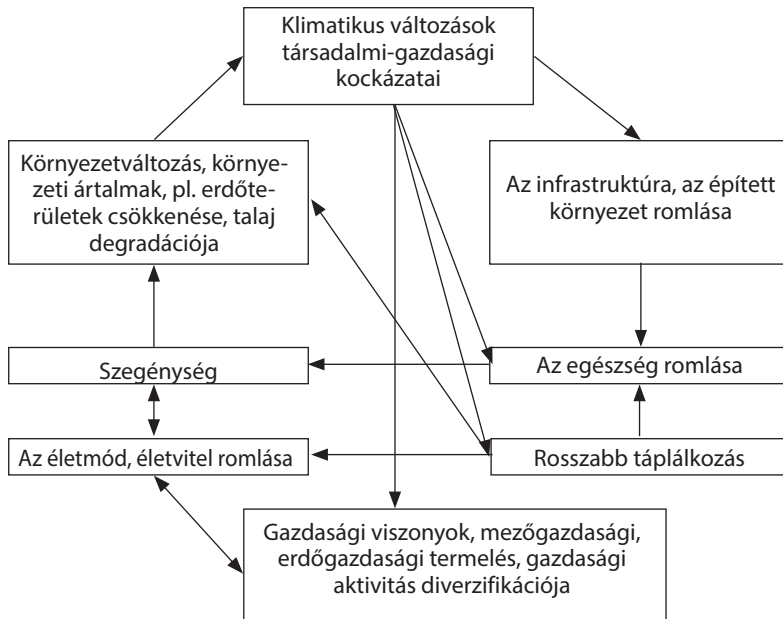 Klimatikus változások
társadalmi-gazdasági
kockázatai
Környezetváltozás, környe-
zeti ártalmak, pl. erdőte-
rületek csökkenése, talaj
degradációja
Az infrastruktúra, az épített
környezet romlása
Szegénység
Az egészség romlása
Az életmód, életvitel romlása
Rosszabb táplálkozás
Gazdasági viszonyok, mezőgazdasági,
erdőgazdasági termelés, gazdasági
aktivitás diverzifikációja